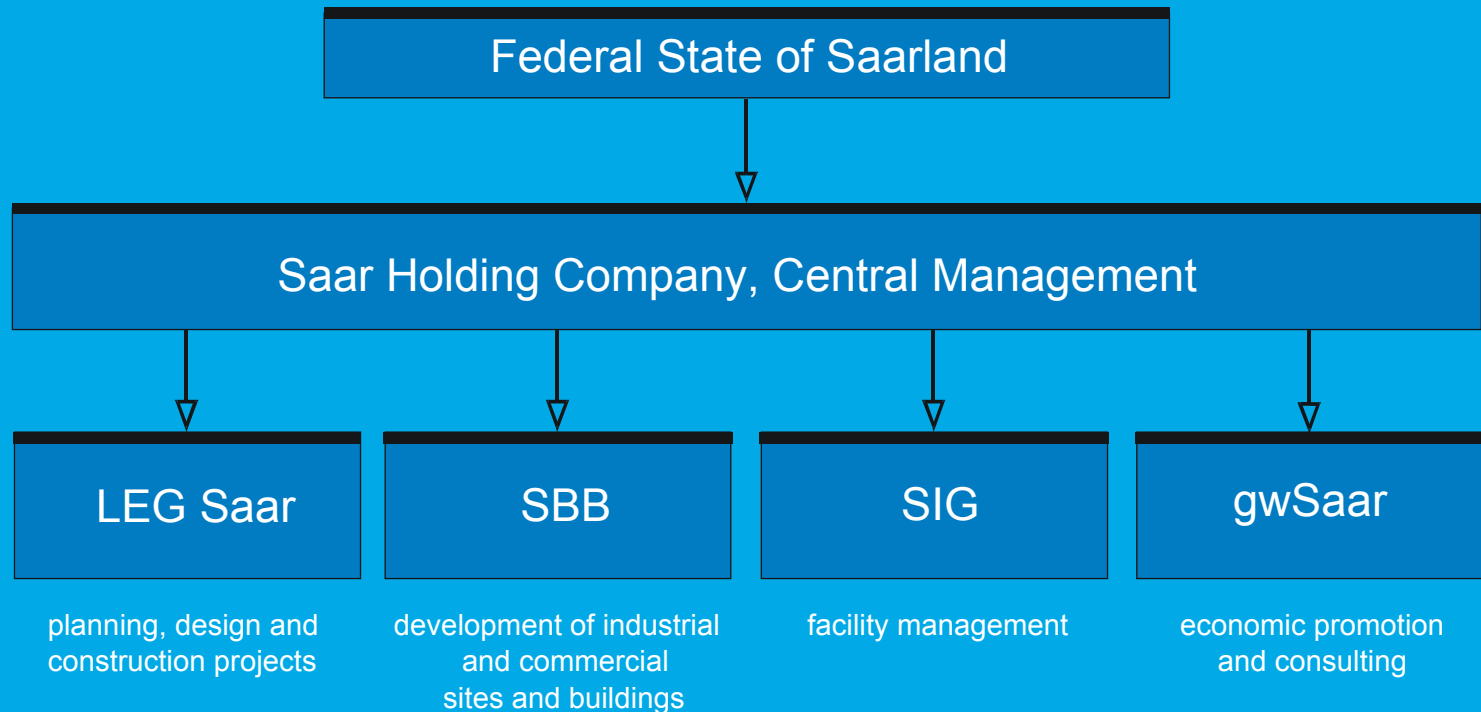 Federal State of Saarland
Saar Holding Company, Central Management
LEG Saar
SBB
SIG
gwSaar
planning, design and
construction projects
development of industrial
and commercial
sites and buildings
facility management
economic promotion
and consulting